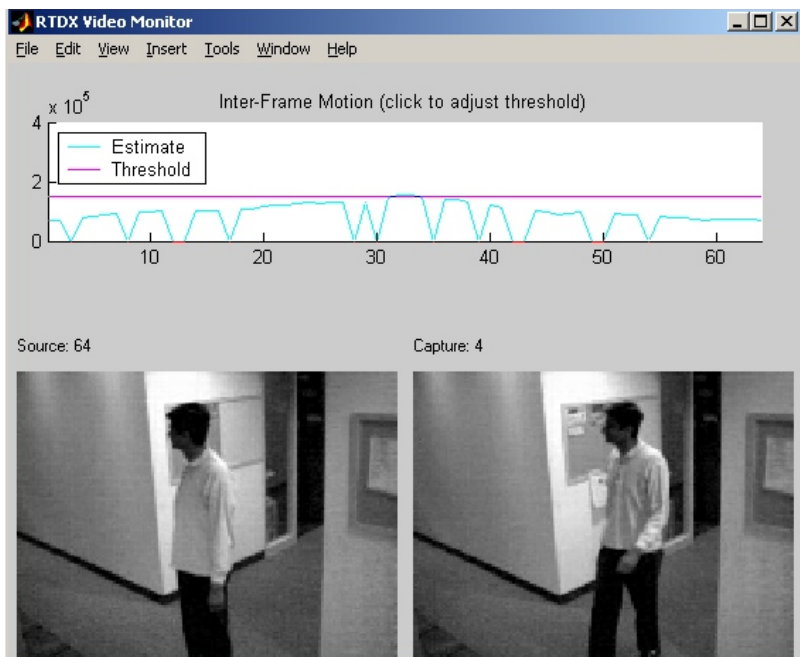 RTDX Video Monitor
File Edit View Insert Tools Window Help
x 10^5
Inter-Frame Motion (click to adjust threshold)
4
Estimate
Threshold
2
0
10 20 30 40 50 60
Source: 64
Capture: 4